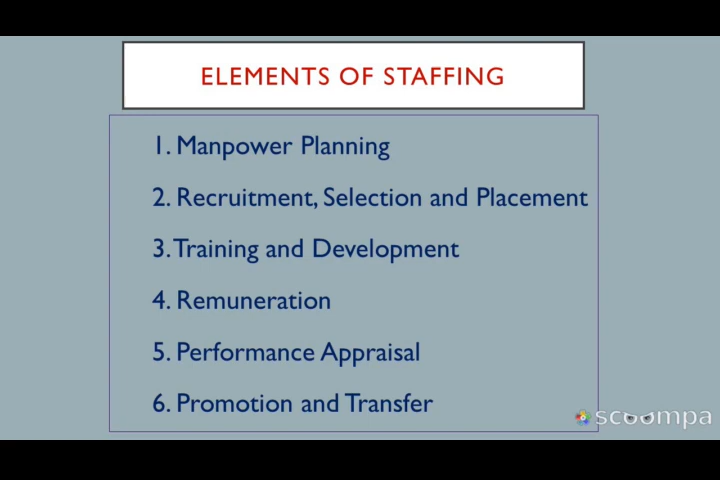 ELEMENTS OF STAFFING
1. Manpower Planning
2. Recruitment, Selection and Placement
3. Training and Development
4. Remuneration
5. Performance Appraisal
6. Promotion and Transfer
scoompa